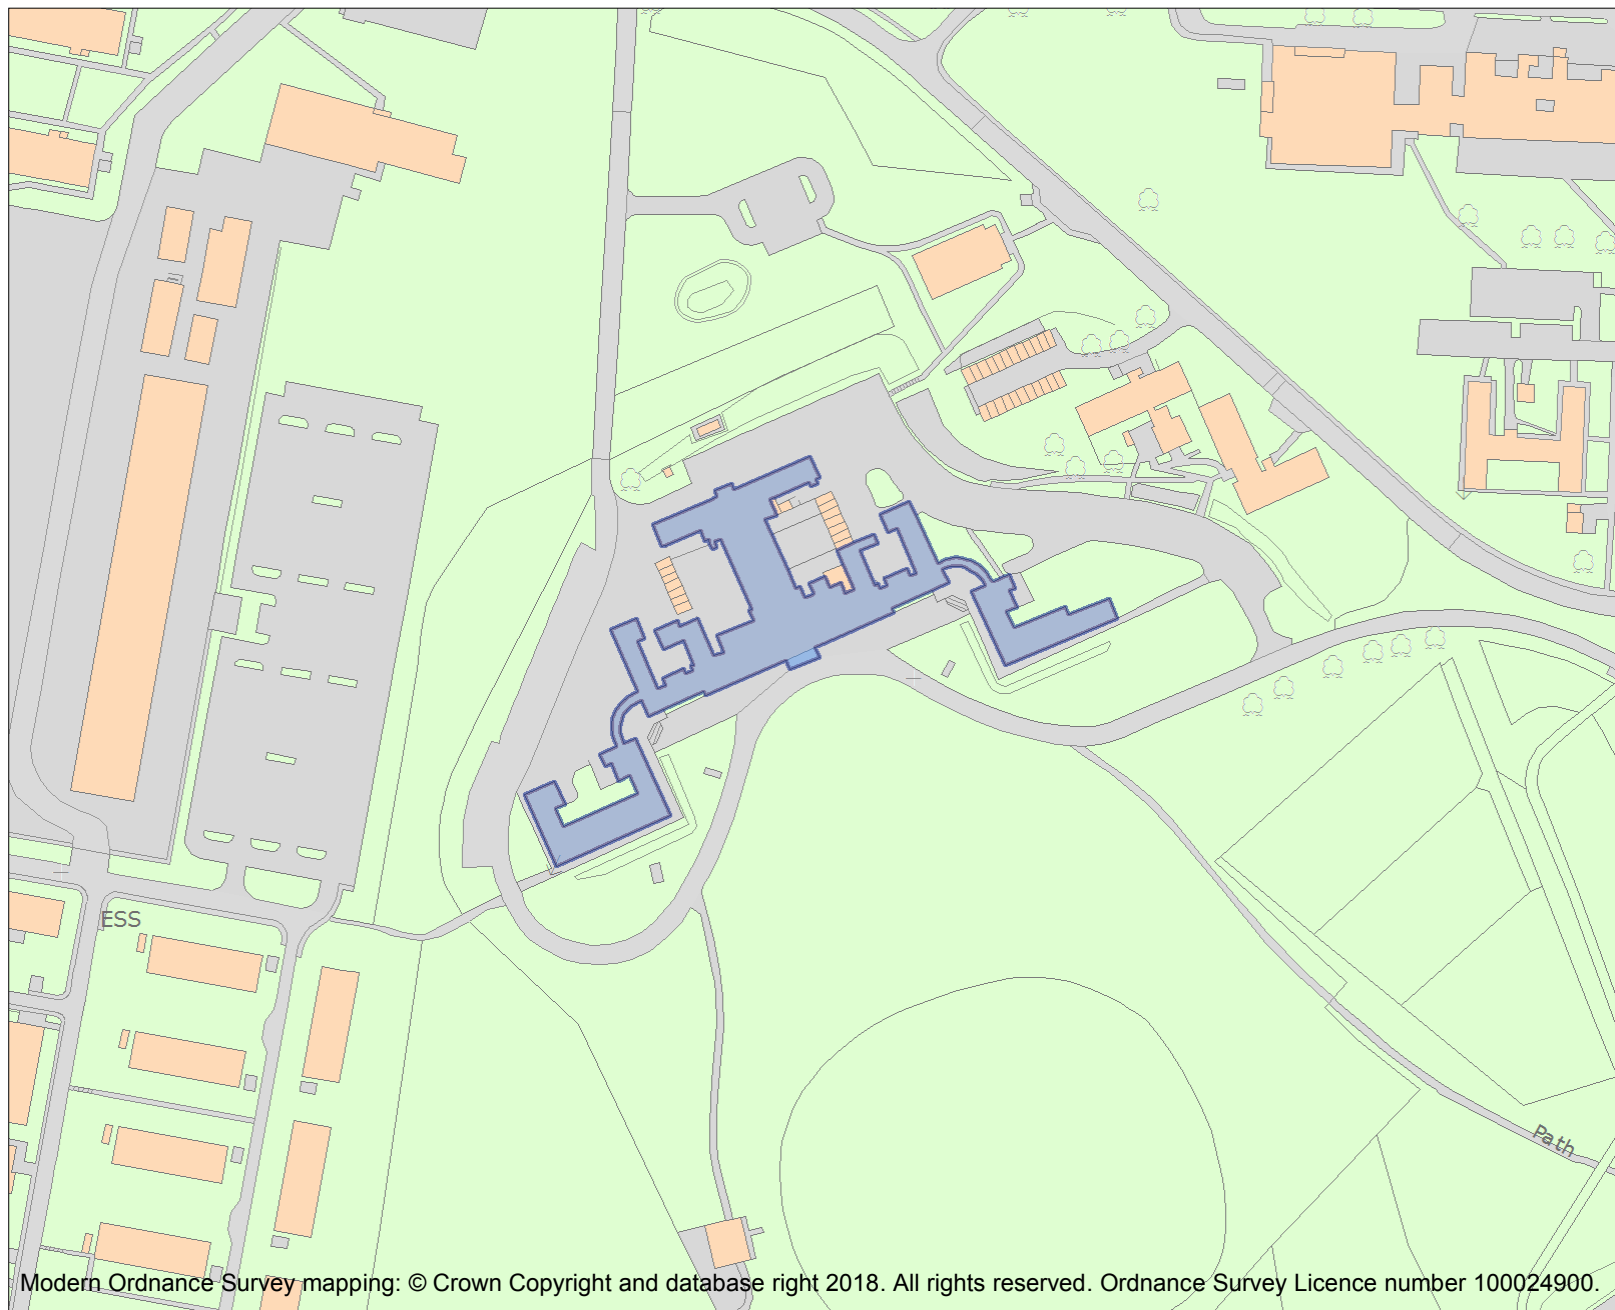 ESS
Path
Modern Ordnance Survey mapping: © Crown Copyright and database right 2018. All rights reserved. Ordnance Survey Licence number 100024900.